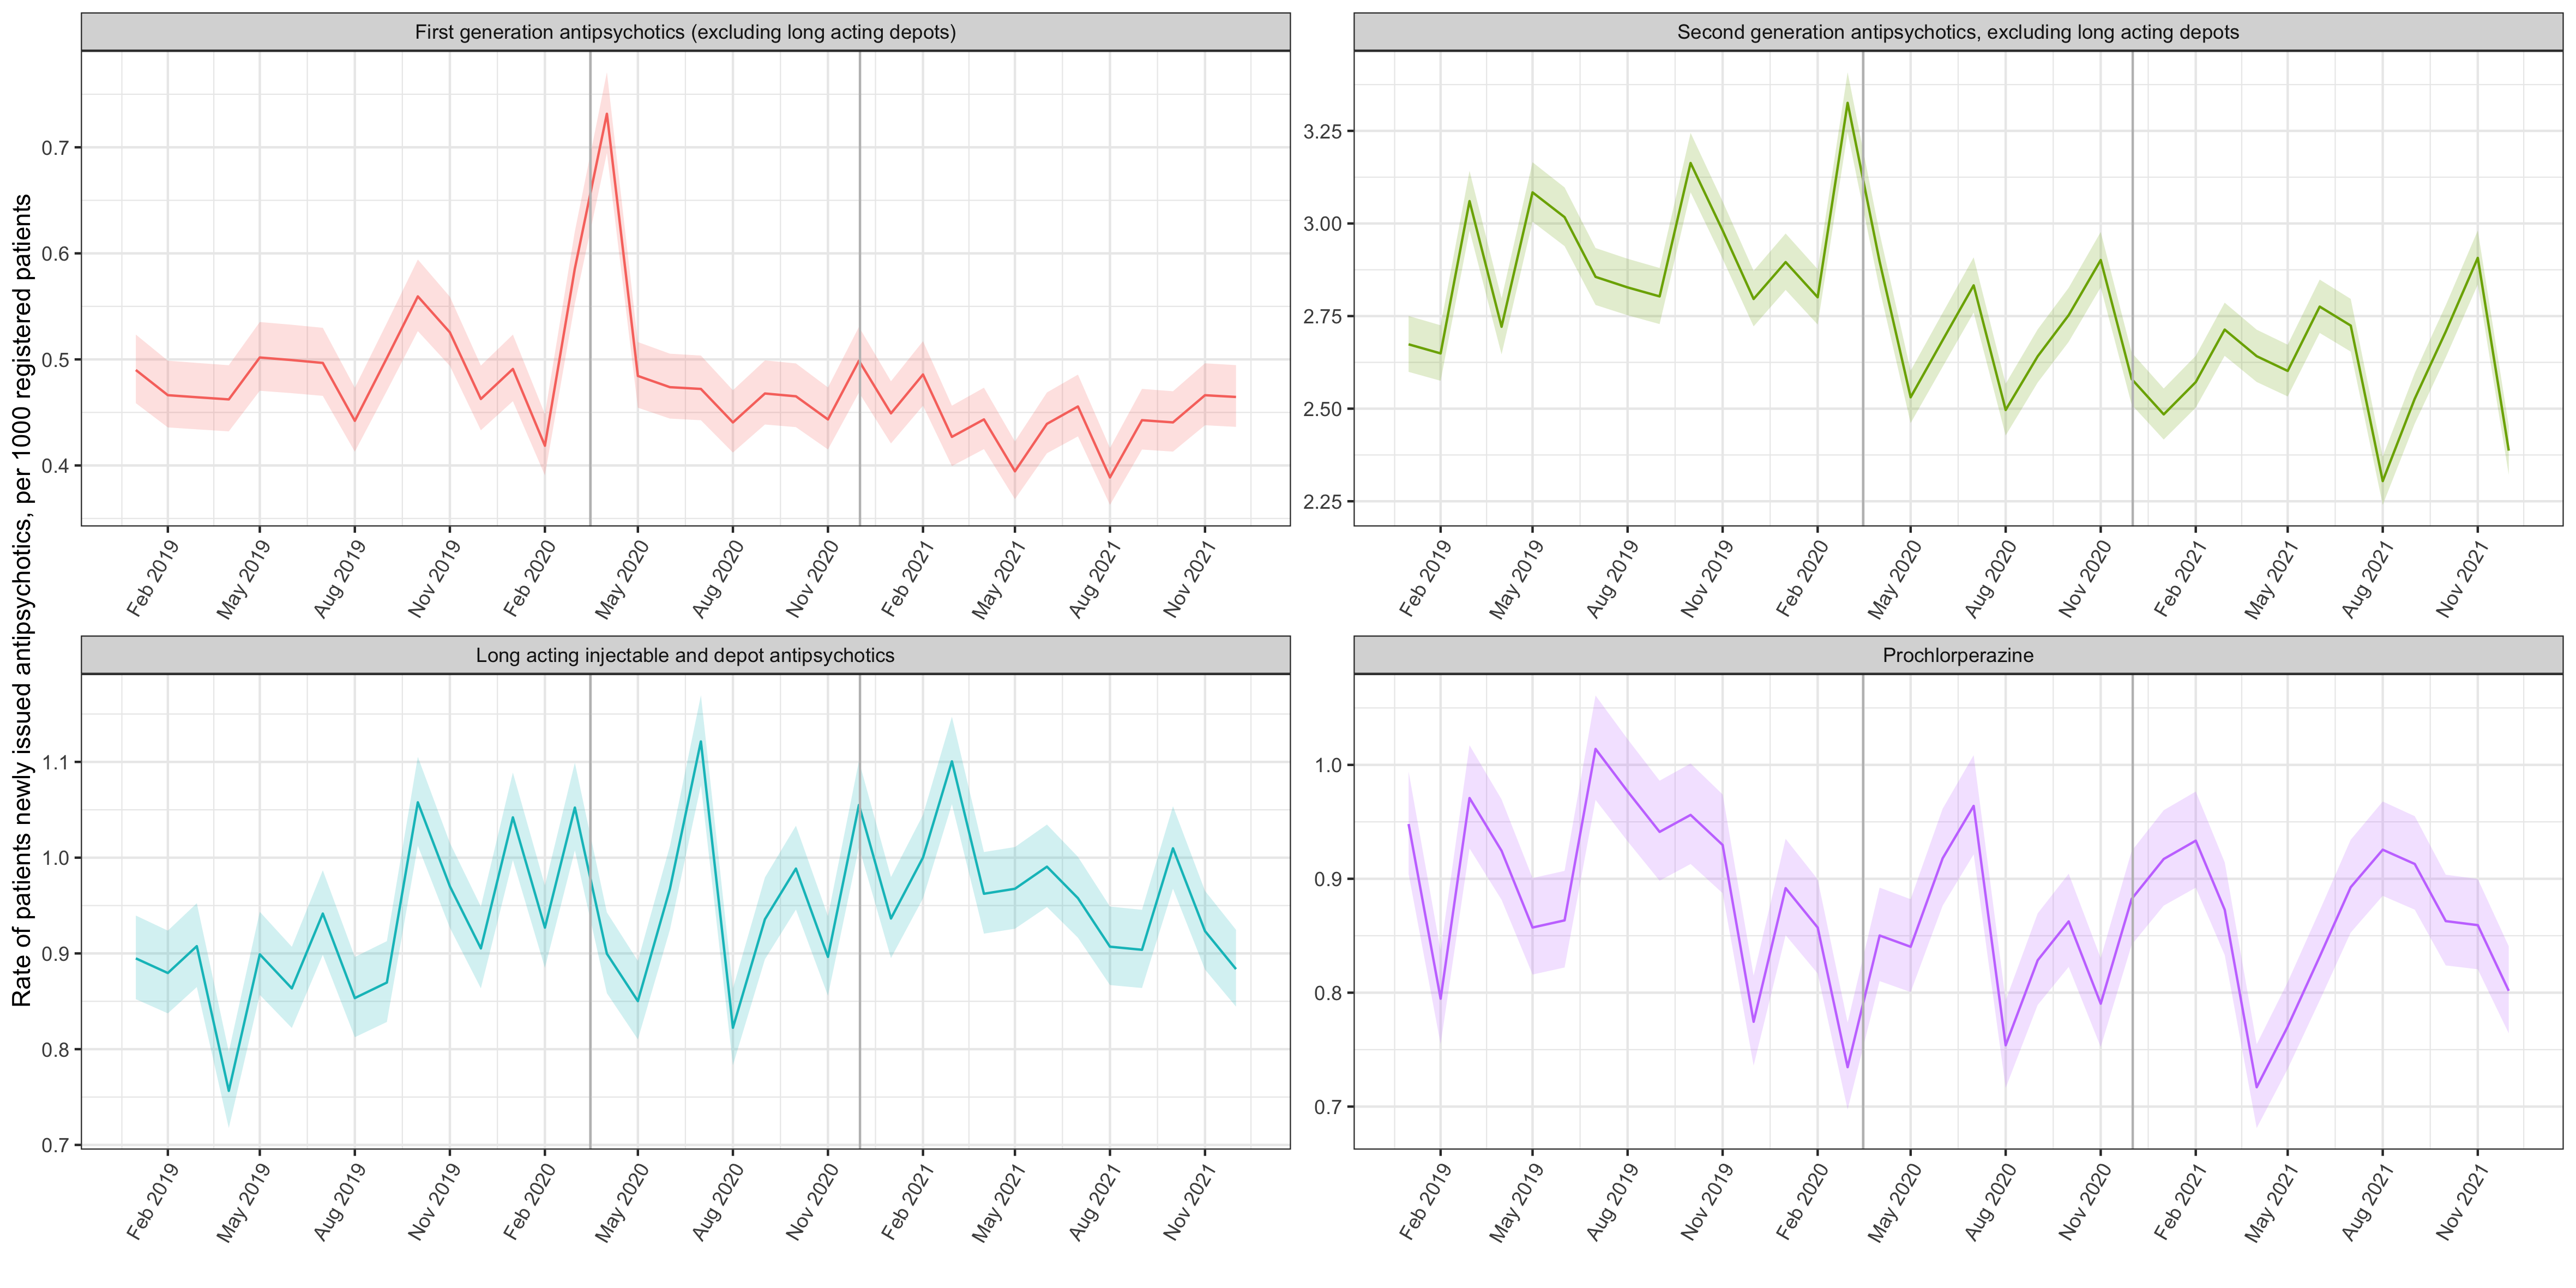 Rate of patients newly issued antipsychotics, per 1000 registered patients
First generation antipsychotics (excluding long acting depots)
0.7
0.6
0.5
0.4
Feb 2019
May 2019
Aug 2019
Nov 2019
Feb 2020
May 2020
Aug 2020
Nov 2020
Feb 2021
May 2021
Aug 2021
Nov 2021
Second generation antipsychotics, excluding long acting depots
3.25
3.00
2.75
2.50
2.25
Feb 2019
May 2019
Aug 2019
Nov 2019
Feb 2020
May 2020
Aug 2020
Nov 2020
Feb 2021
May 2021
Aug 2021
Nov 2021
Long acting injectable and depot antipsychotics
1.1
1.0
0.9
0.8
0.7
Feb 2019
May 2019
Aug 2019
Nov 2019
Feb 2020
May 2020
Aug 2020
Nov 2020
Feb 2021
May 2021
Aug 2021
Nov 2021
Prochlorperazine
1.0
0.9
0.8
0.7
Feb 2019
May 2019
Aug 2019
Nov 2019
Feb 2020
May 2020
Aug 2020
Nov 2020
Feb 2021
May 2021
Aug 2021
Nov 2021